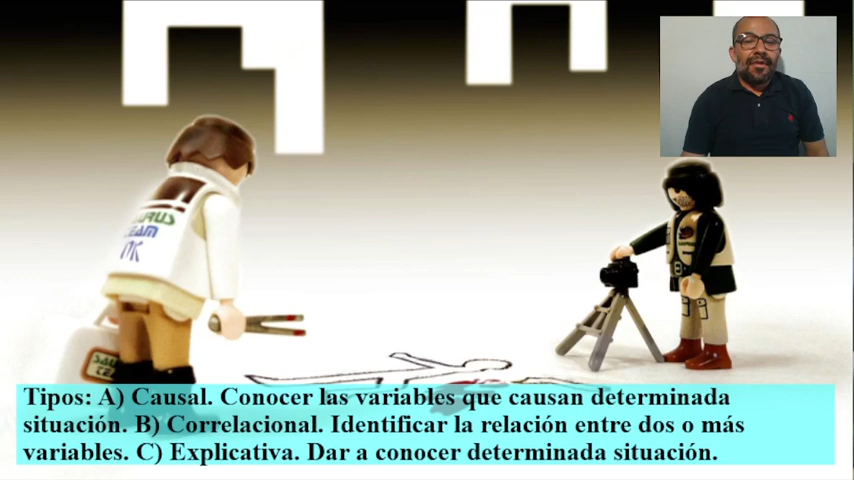 TEAM
Tipos: A) Causal. Conocer las variables que causan determinada
situación. B) Correlacional. Identificar la relación entre dos o más
variables. C) Explicativa. Dar a conocer determinada situación.